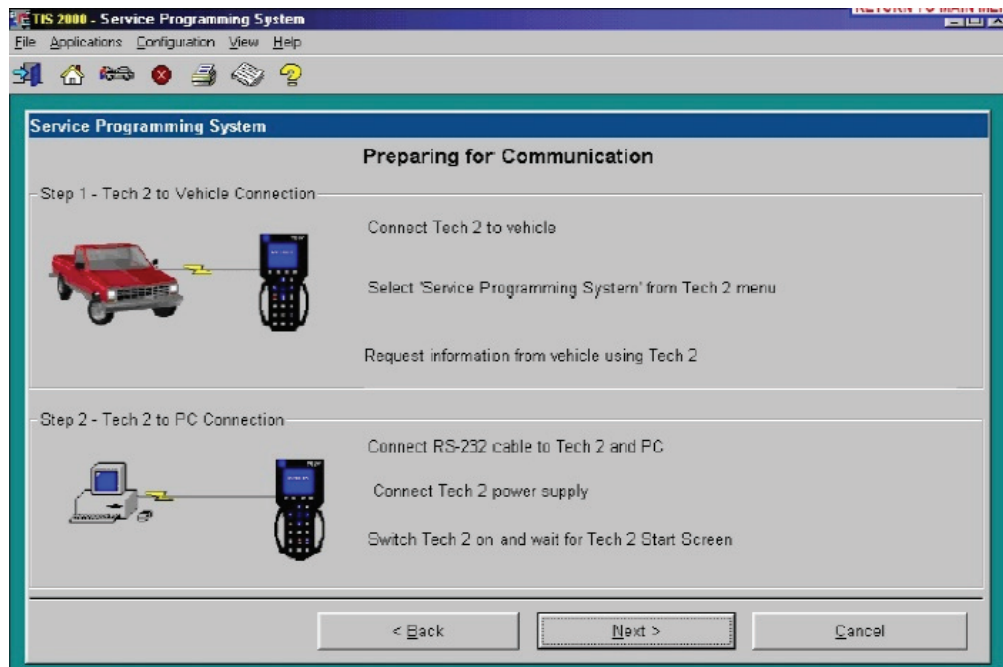 RETURN TO MAIN MENU
TIS 2000 - Service Programming System
File Applications Configuration View Help
Service Programming System
Preparing for Communication
Step 1 - Tech 2 to Vehicle Connection
Connect Tech 2 to vehicle
Select 'Service Programming System' from Tech 2 menu
Request information from vehicle using Tech 2
Step 2 - Tech 2 to PC Connection
Connect RS-232 cable to Tech 2 and PC
Connect Tech 2 power supply
Switch Tech 2 on and wait for Tech 2 Start Screen
< Back
Next >
Cancel